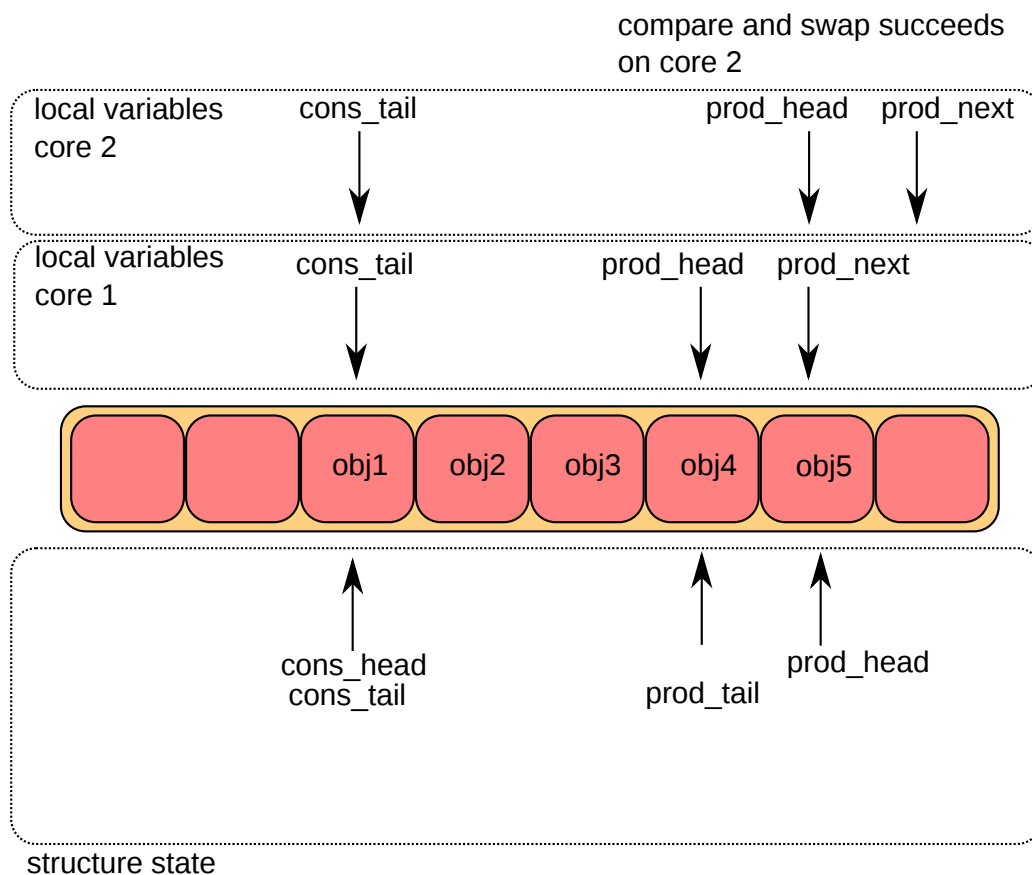 compare and swap succeeds
on core 2
local variables
core 2
cons_tail
prod_head
prod_next
local variables
core 1
cons_tail
prod_head
prod_next
obj1
obj2
obj3
obj4
obj5
cons_head
cons_tail
prod_tail
prod_head
structure state